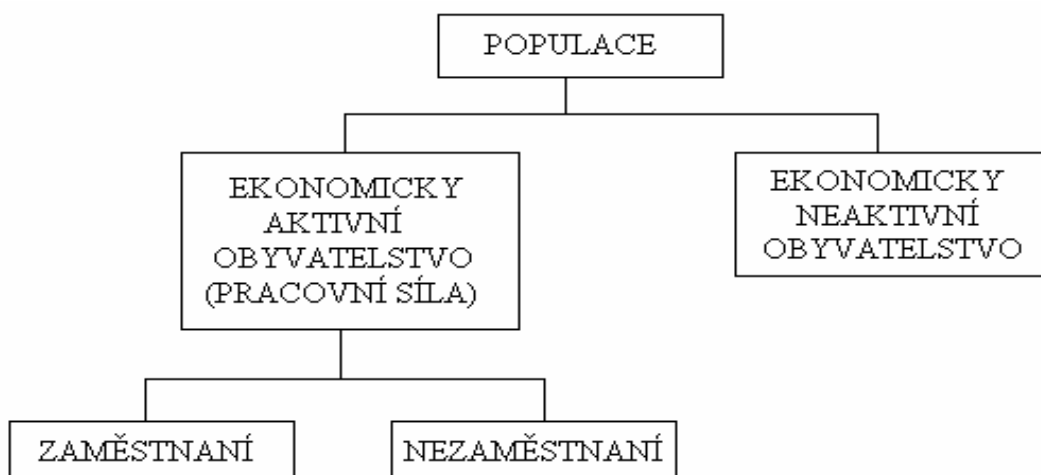 POPULACE
EKONOMICKY
AKTIVNÍ
OBYVATELSTVO
(PRACOVNÍ SÍLA)
EKONOMICKY
NEAKTIVNÍ
OBYVATELSTVO
ZAMĚSTNANÍ
NEZAMĚSTNANÍ